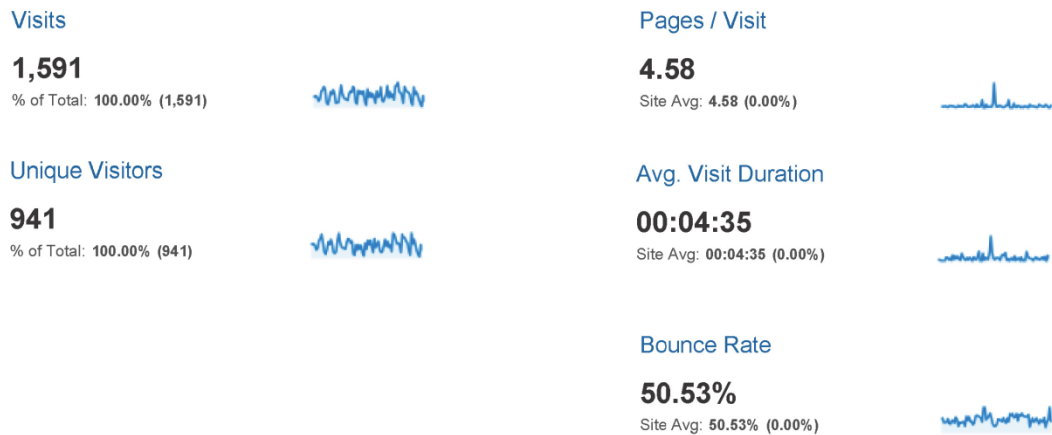 Visits
1,591
% of Total: 100.00% (1,591)
Unique Visitors
941
% of Total: 100.00% (941)
Pages / Visit
4.58
Site Avg: 4.58 (0.00%)
Avg. Visit Duration
00:04:35
Site Avg: 00:04:35 (0.00%)
Bounce Rate
50.53%
Site Avg: 50.53% (0.00%)